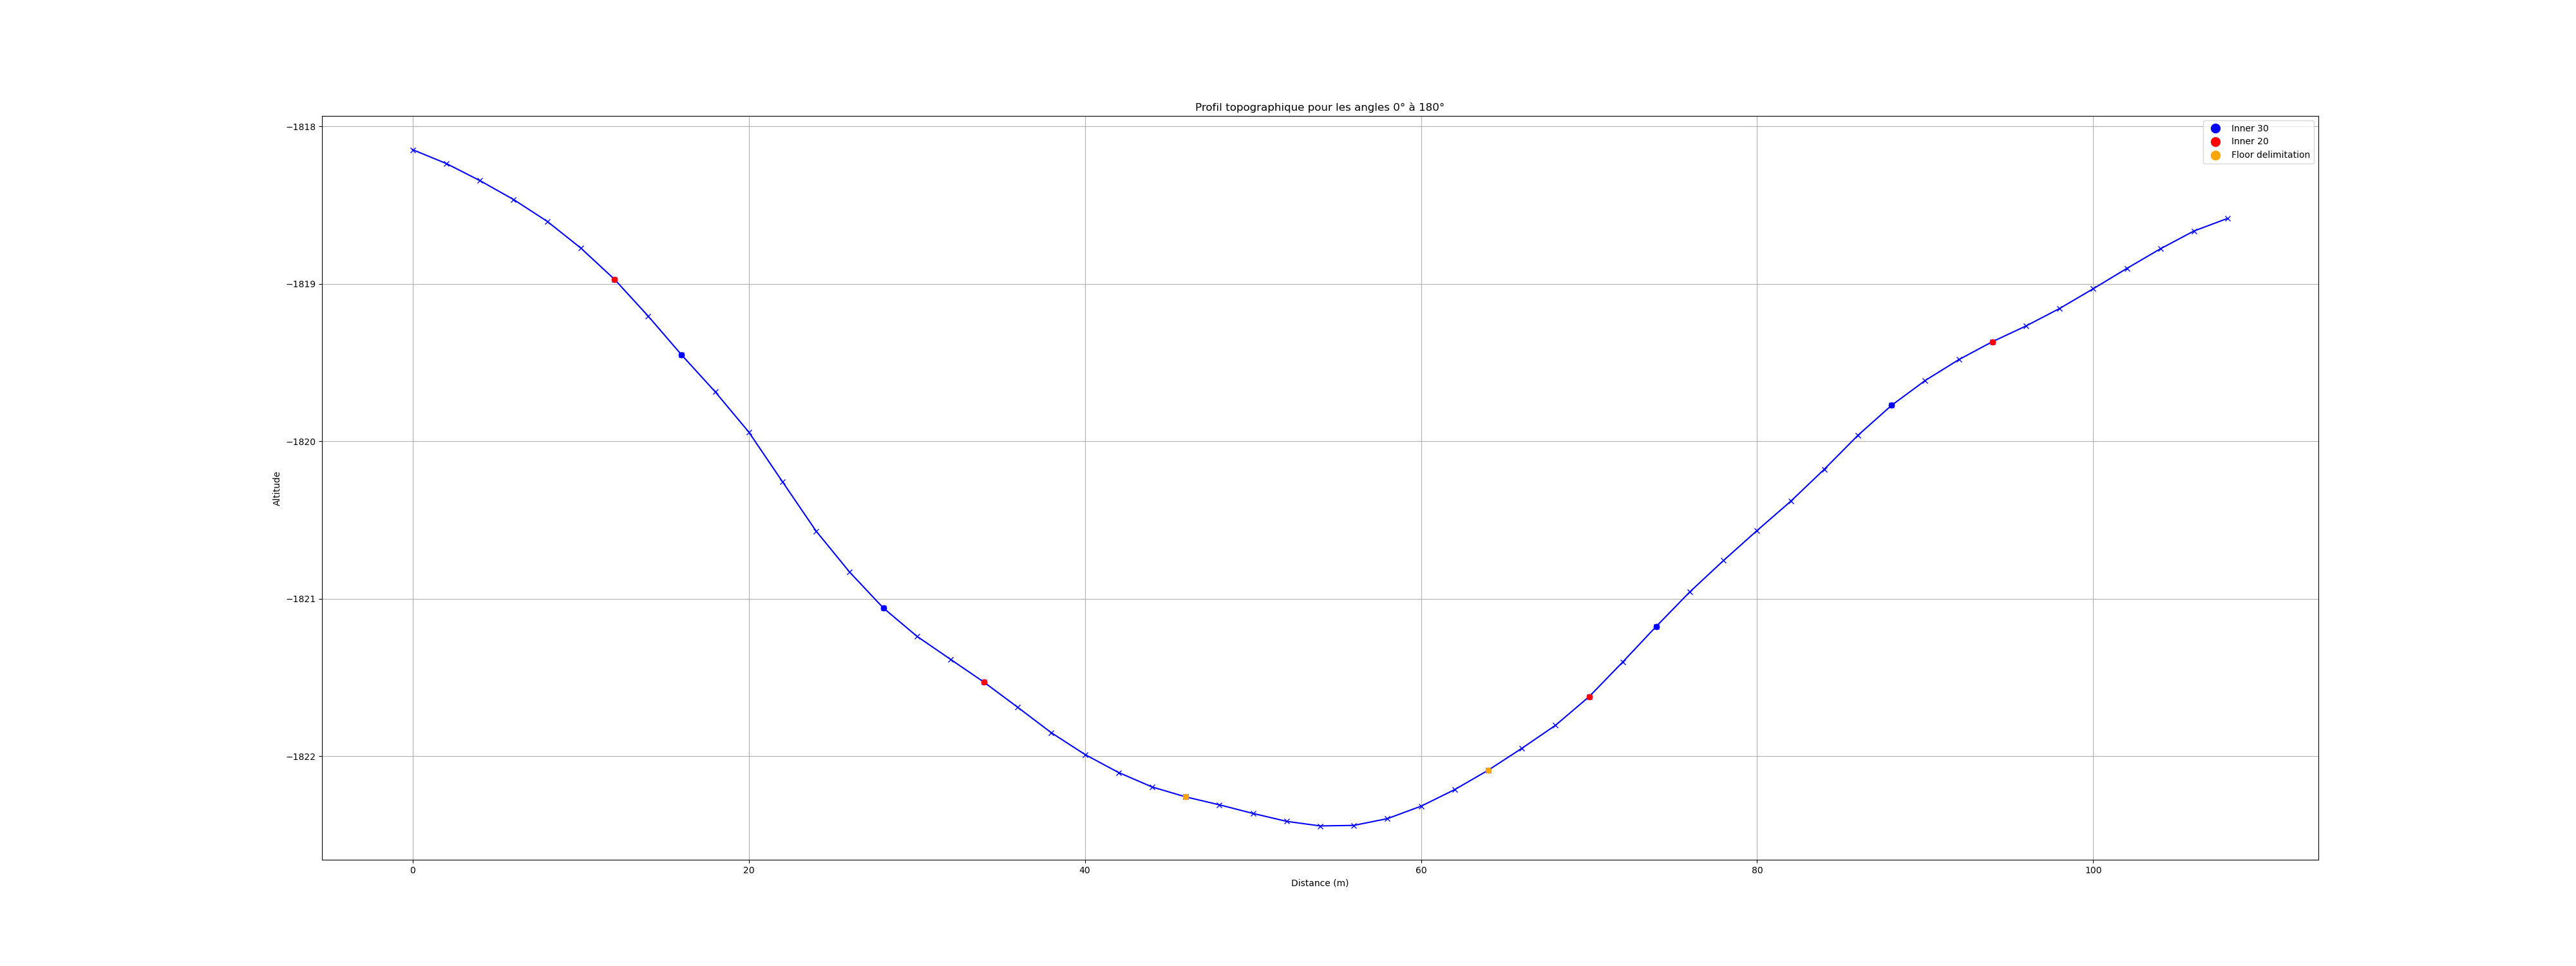 Profil topographique pour les angles 0° à 180°
Inner 30
Inner 20
Floor delimitation
Altitude
−1818
−1819
−1820
−1821
−1822
0 20 40 60 80 100
Distance (m)